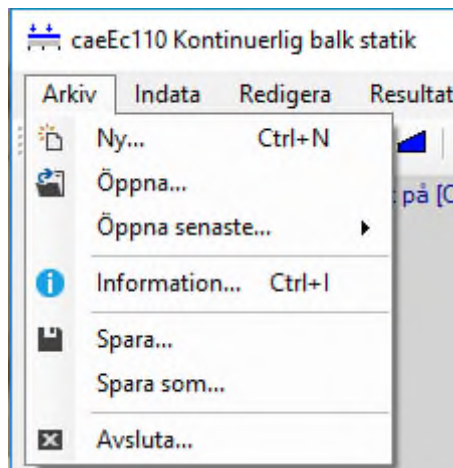 caeEc110 Kontinuerlig balk statik
Arkiv Indata Redigera Resultat
Ny... Ctrl+N
Öppna... på [
Öppna senaste...
Information... Ctrl+I
Spara...
Spara som...
Avsluta...